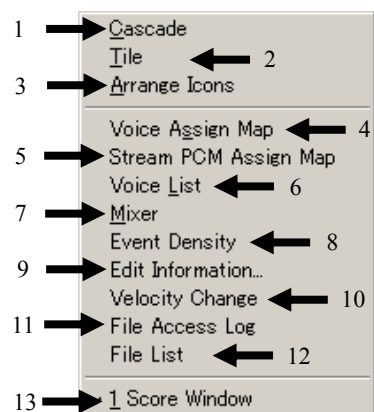 1 Cascade
Tile 2
3 Arrange Icons
Voice Assign Map 4
5 Stream PCM Assign Map
Voice List 6
7 Mixer
Event Density 8
9 Edit Information...
Velocity Change 10
11 File Access Log
File List 12
13 1 Score Window